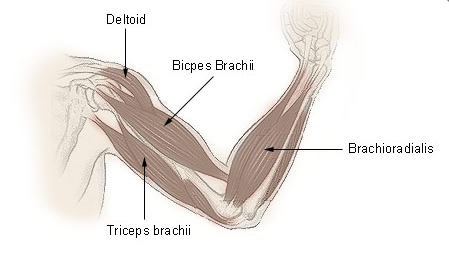 Deltoid
Bicpes Brachii
Brachioradialis
Triceps brachii